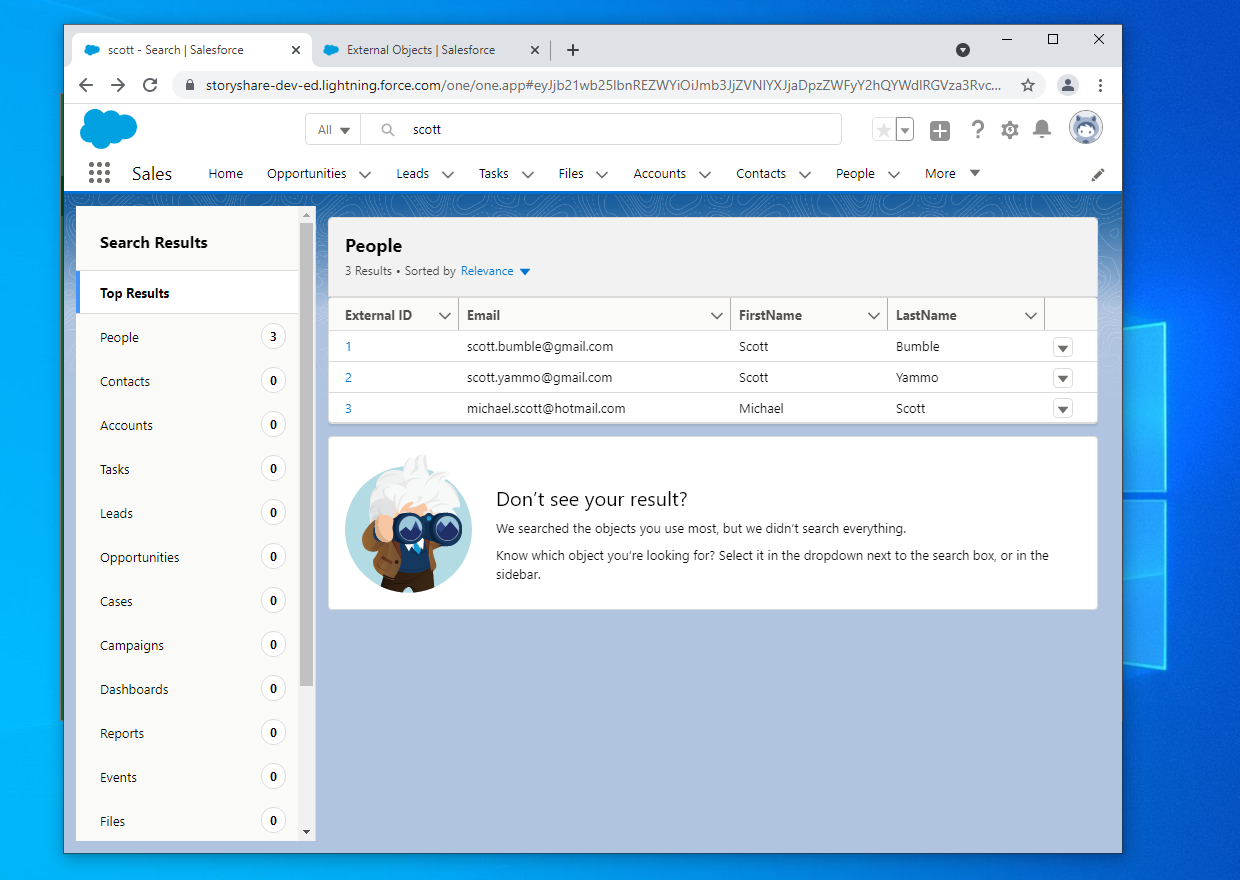 scott - Search | Salesforce
External Objects | Salesforce
storyshare-dev-ed.lightning.force.com/one/one.app#eyJjb21wb25lbnREZWYiOiJmb3JjZVNlYXJjaDpzZWFyY2hQYWdlRGVza3Rvc...
All
scott
Sales
Home
Opportunities
Leads
Tasks
Files
Accounts
Contacts
People
More
Search Results
Top Results
People 3
Contacts 0
Accounts 0
Tasks 0
Leads 0
Opportunities 0
Cases 0
Campaigns 0
Dashboards 0
Reports 0
Events 0
Files 0
People
3 Results • Sorted by Relevance
External ID Email FirstName LastName
1 scott.bumble@gmail.com Scott Bumble
2 scott.yammo@gmail.com Scott Yammo
3 michael.scott@hotmail.com Michael Scott
Don’t see your result?
We searched the objects you use most, but we didn’t search everything.
Know which object you’re looking for? Select it in the dropdown next to the search box, or in the
sidebar.